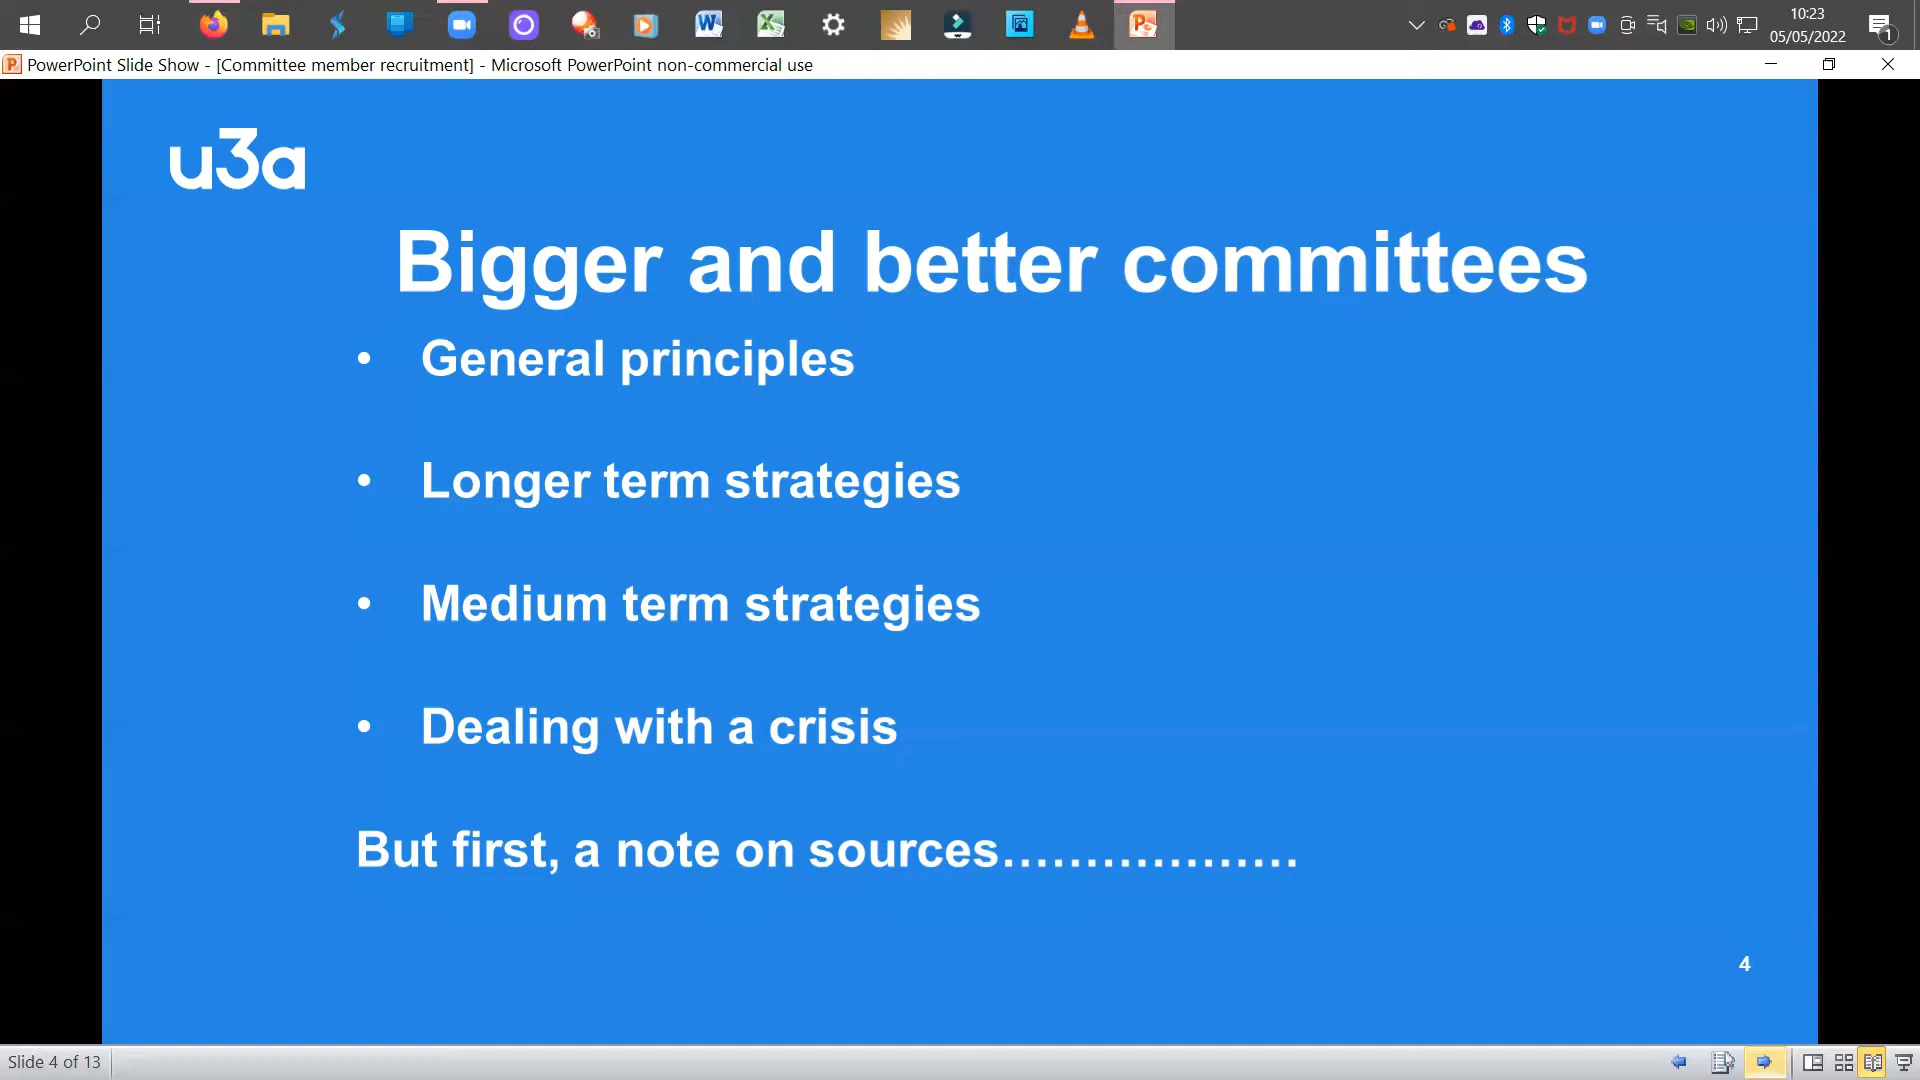 10:23
05/05/2022
1
PowerPoint Slide Show - [Committee member recruitment] - Microsoft PowerPoint non-commercial use
u3a
Bigger and better committees
• General principles
• Longer term strategies
• Medium term strategies
• Dealing with a crisis
But first, a note on sources………………
4
Slide 4 of 13